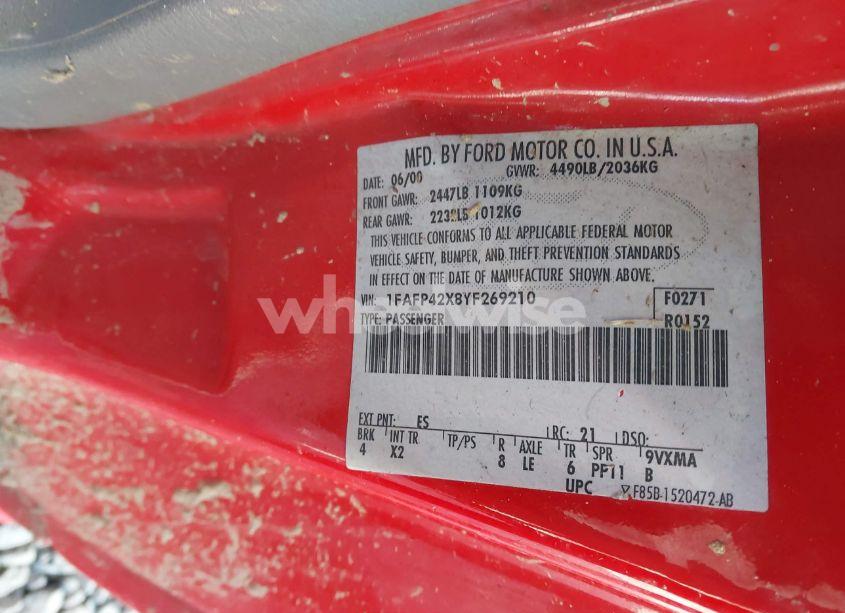 MFD. BY FORD MOTOR CO. IN U.S.A.
DATE: 06/00 GVWR: 4490LB/2036KG
FRONT GAWR: 2447LB 1109KG
REAR GAWR: 1012KG
THIS VEHICLE CONFORMS TO ALL APPLICABLE FEDERAL MOTOR
VEHICLE SAFETY, BUMPER, AND THEFT PREVENTION STANDARDS
IN EFFECT ON THE DATE OF MANUFACTURE SHOWN ABOVE.
VIN: 1FAFP42X8YF269210 F0271
TYPE: PASSENGER R0152
wheelwise
EXT PNT: ES RC: 21 DSO:
BRK INT TR TP/PS R AXLE TR SPR 9VXMA
4 X2 8 LE 6 PF11 B
UPC F85B-1520472-AB